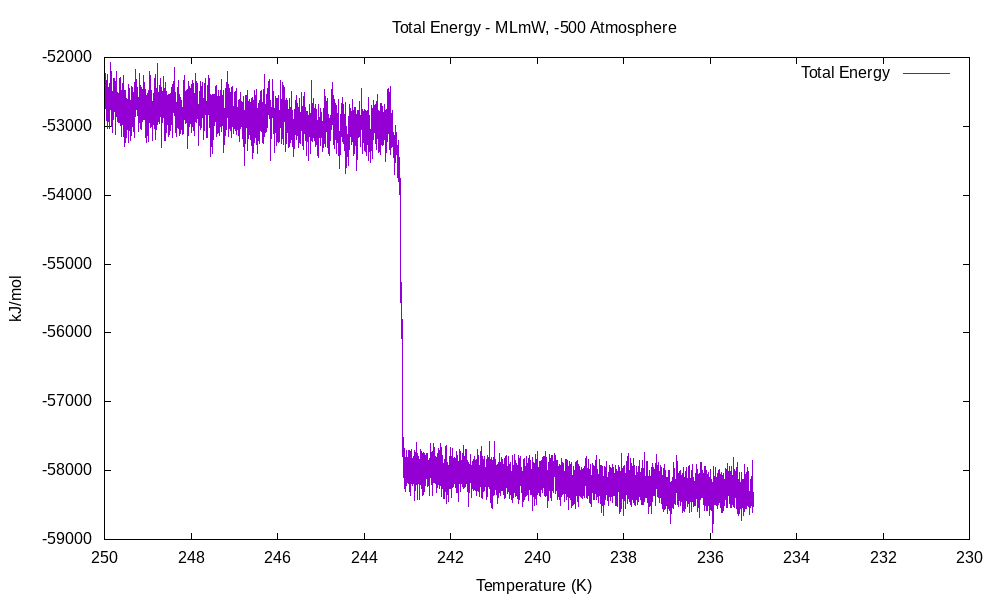 Total Energy - MLmW, -500 Atmosphere
Total Energy
-52000
-53000
-54000
-55000
-56000
-57000
-58000
-59000
kJ/mol
250 248 246 244 242 240 238 236 234 232 230
Temperature (K)